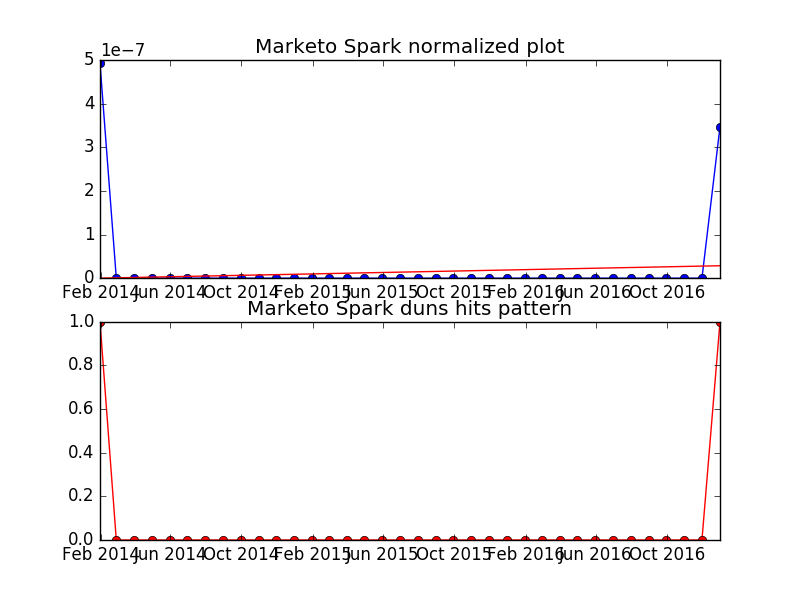 Marketo Spark normalized plot
1e−7
5
4
3
2
1
0
Feb 2014 Jun 2014 Oct 2014 Feb 2015 Jun 2015 Oct 2015 Feb 2016 Jun 2016 Oct 2016
Marketo Spark duns hits pattern
1.0
0.8
0.6
0.4
0.2
0.0
Feb 2014 Jun 2014 Oct 2014 Feb 2015 Jun 2015 Oct 2015 Feb 2016 Jun 2016 Oct 2016